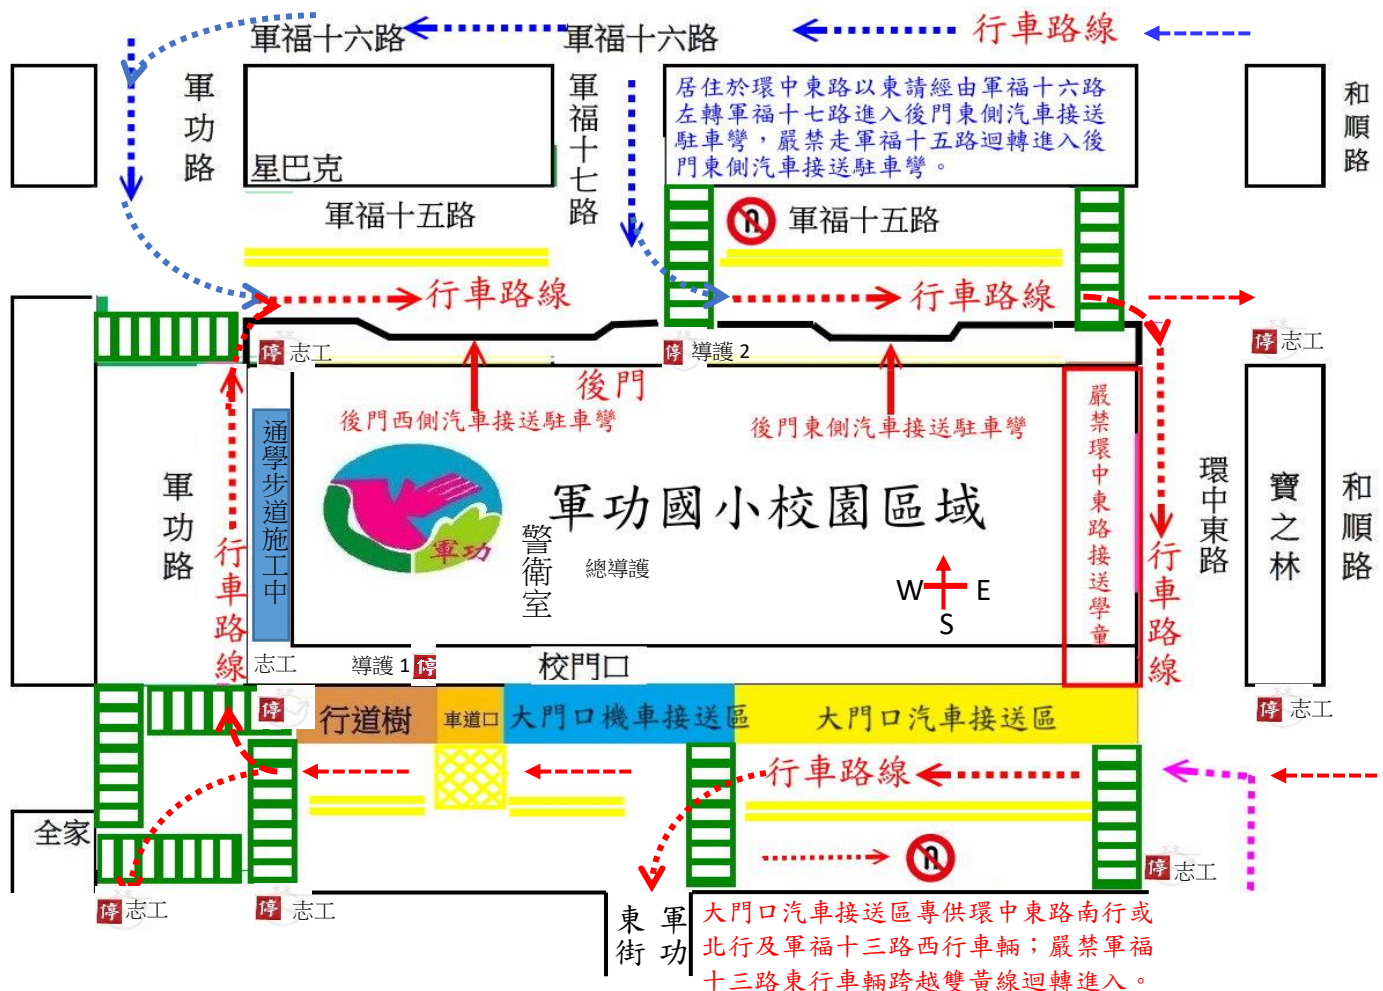 軍福十六路
軍福十六路
行車路線
軍功路
軍福十七路
居住於環中東路以東請經由軍福十六路
左轉軍福十七路進入後門東側汽車接送
駐車彎，嚴禁走軍福十五路迴轉進入後
門東側汽車接送駐車彎。
和順路
星巴克
軍福十五路
軍福十五路
行車路線
行車路線
停 志工
停 導護 2
停 志工
後門
後門西側汽車接送駐車彎
後門東側汽車接送駐車彎
嚴禁環中東路接送學童
通學步道施工中
軍功路
行車路線
軍功
軍功國小校園區域
警衛室
總導護
W E
S
行車路線
環中東路
寶之林
和順路
志工
停
導護 1 停
校門口
停 志工
行道樹
車道口
大門口機車接送區
大門口汽車接送區
行車路線
全家
停 志工
停 志工
停 志工
軍功
東街
大門口汽車接送區專供環中東路南行或
北行及軍福十三路西行車輛；嚴禁軍福
十三路東行車輛跨越雙黃線迴轉進入。